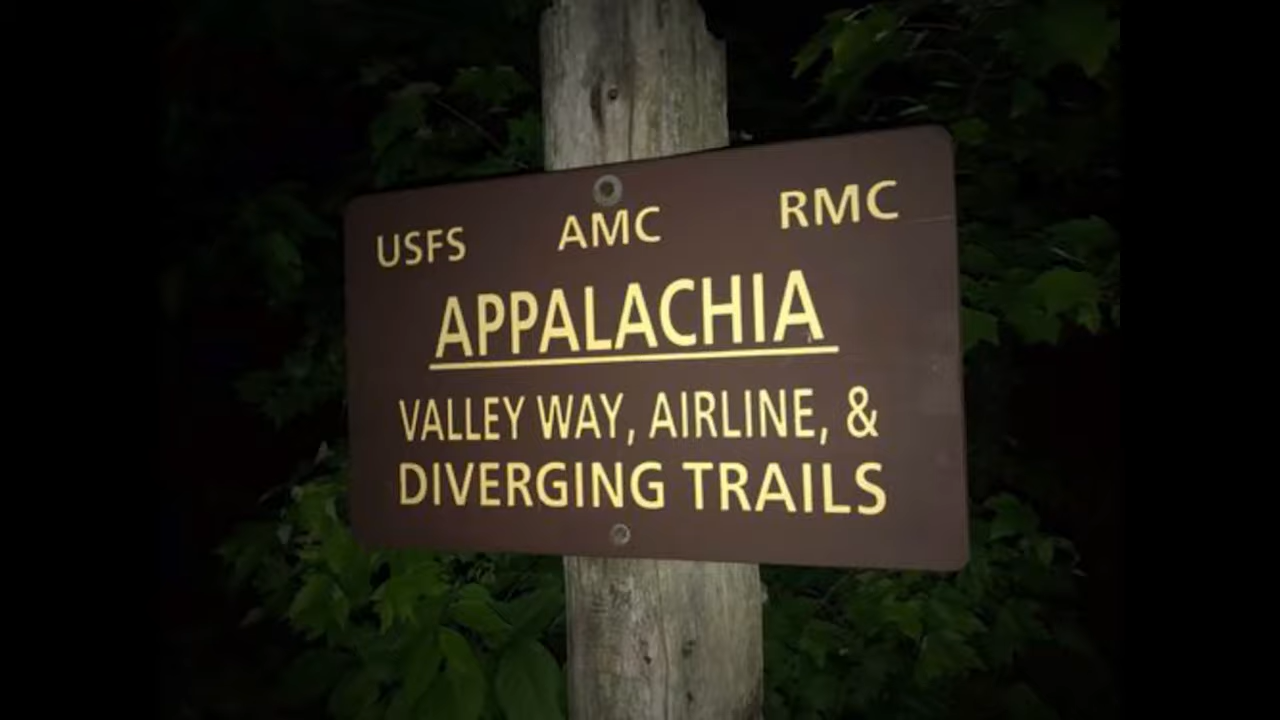 USFS AMC RMC
APPALACHIA
VALLEY WAY, AIRLINE, &
DIVERGING TRAILS